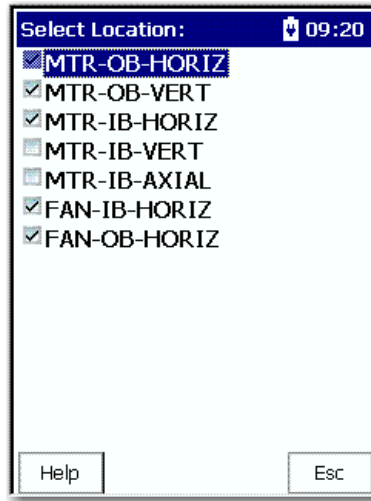 Select Location: 09:20
MTR-OB-HORIZ
MTR-OB-VERT
MTR-IB-HORIZ
MTR-IB-VERT
MTR-IB-AXIAL
FAN-IB-HORIZ
FAN-OB-HORIZ
Help Esc